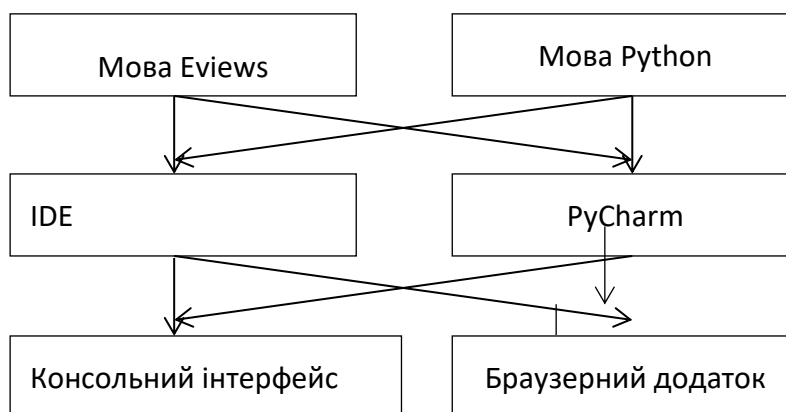 Мова Eviews
Мова Python
IDE
PyCharm
Консольний інтерфейс
Браузерний додаток